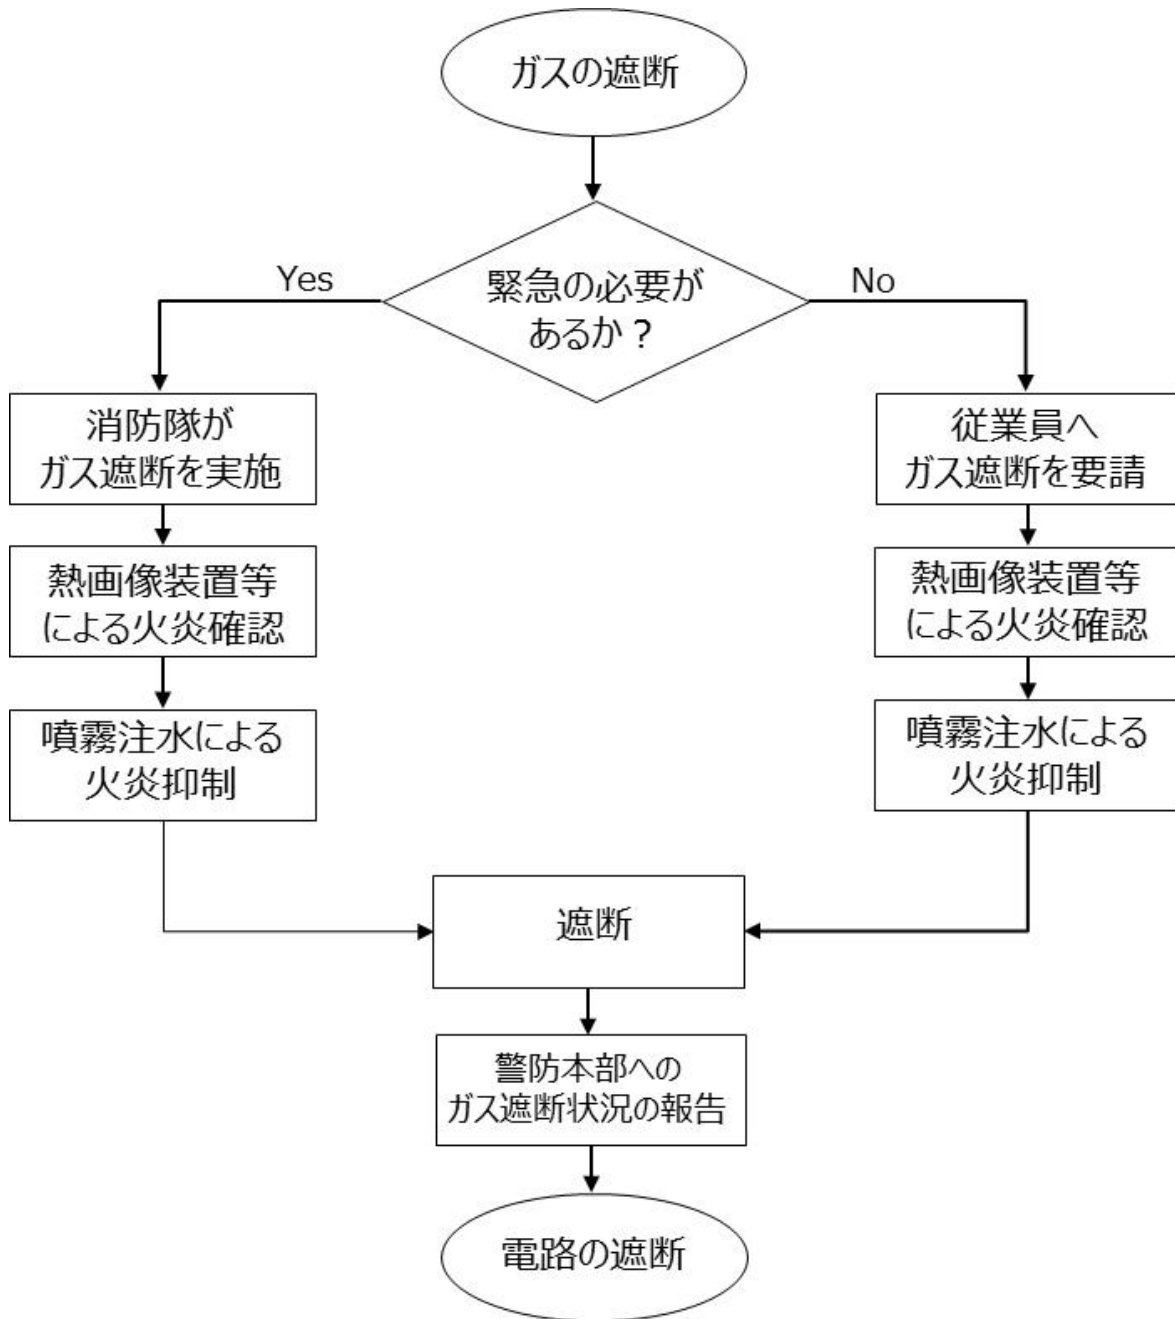 ガスの遮断
緊急の必要が
あるか？
Yes
No
消防隊が
ガス遮断を実施
従業員へ
ガス遮断を要請
熱画像装置等
による火炎確認
熱画像装置等
による火炎確認
噴霧注水による
火炎抑制
噴霧注水による
火炎抑制
遮断
警防本部への
ガス遮断状況の報告
電路の遮断